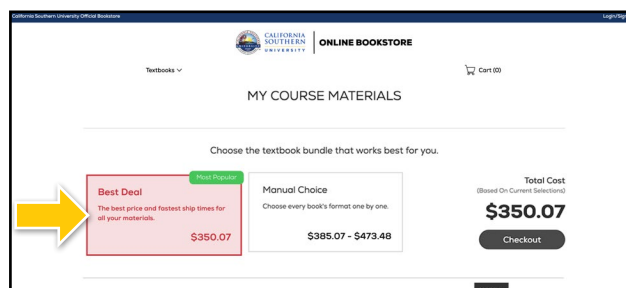 California Southern University Official Bookstore
CALIFORNIA
SOUTHERN
UNIVERSITY
ONLINE BOOKSTORE
Textbooks
Cart (0)
MY COURSE MATERIALS
Choose the textbook bundle that works best for you.
Most Popular
Best Deal
The best price and fastest ship times for
all your materials.
$350.07
Manual Choice
Choose every book's format one by one.
$385.07 - $473.48
Total Cost
(Based On Current Selections)
$350.07
Checkout